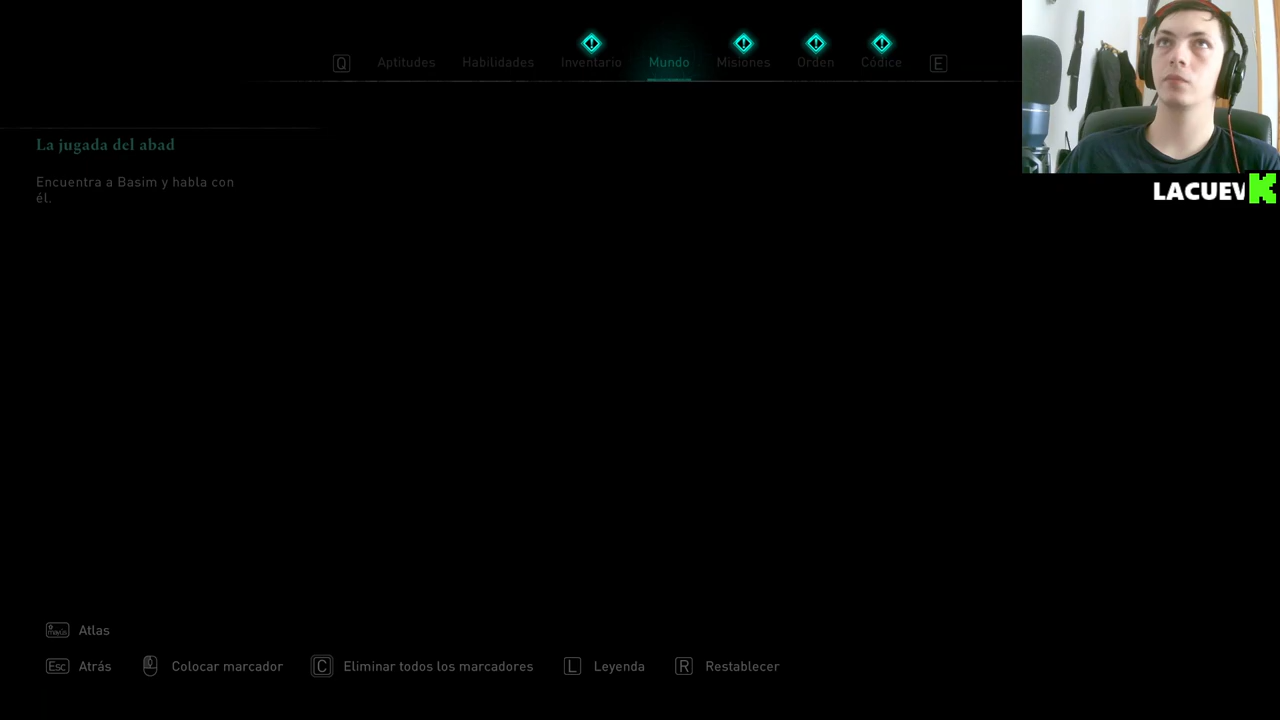 Q Aptitudes Habilidades Inventario Mundo Misiones Orden Códice E
La jugada del abad
Encuentra a Basim y habla con
él.
LACUEVK
Atlas
Esc Atrás Colocar marcador C Eliminar todos los marcadores L Leyenda R Restablecer